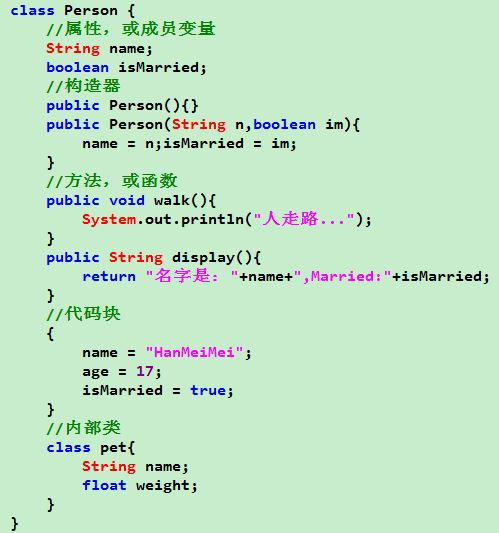 class Person {
    //属性，或成员变量
    String name;
    boolean isMarried;
    //构造器
    public Person(){}
    public Person(String n,boolean im){
        name = n;isMarried = im;
    }
    //方法，或函数
    public void walk(){
        System.out.println("人走路...");
    }
    public String display(){
        return "名字是："+name+",Married:"+isMarried;
    }
    //代码块
    {
        name = "HanMeiMei";
        age = 17;
        isMarried = true;
    }
    //内部类
    class pet{
        String name;
        float weight;
    }
}